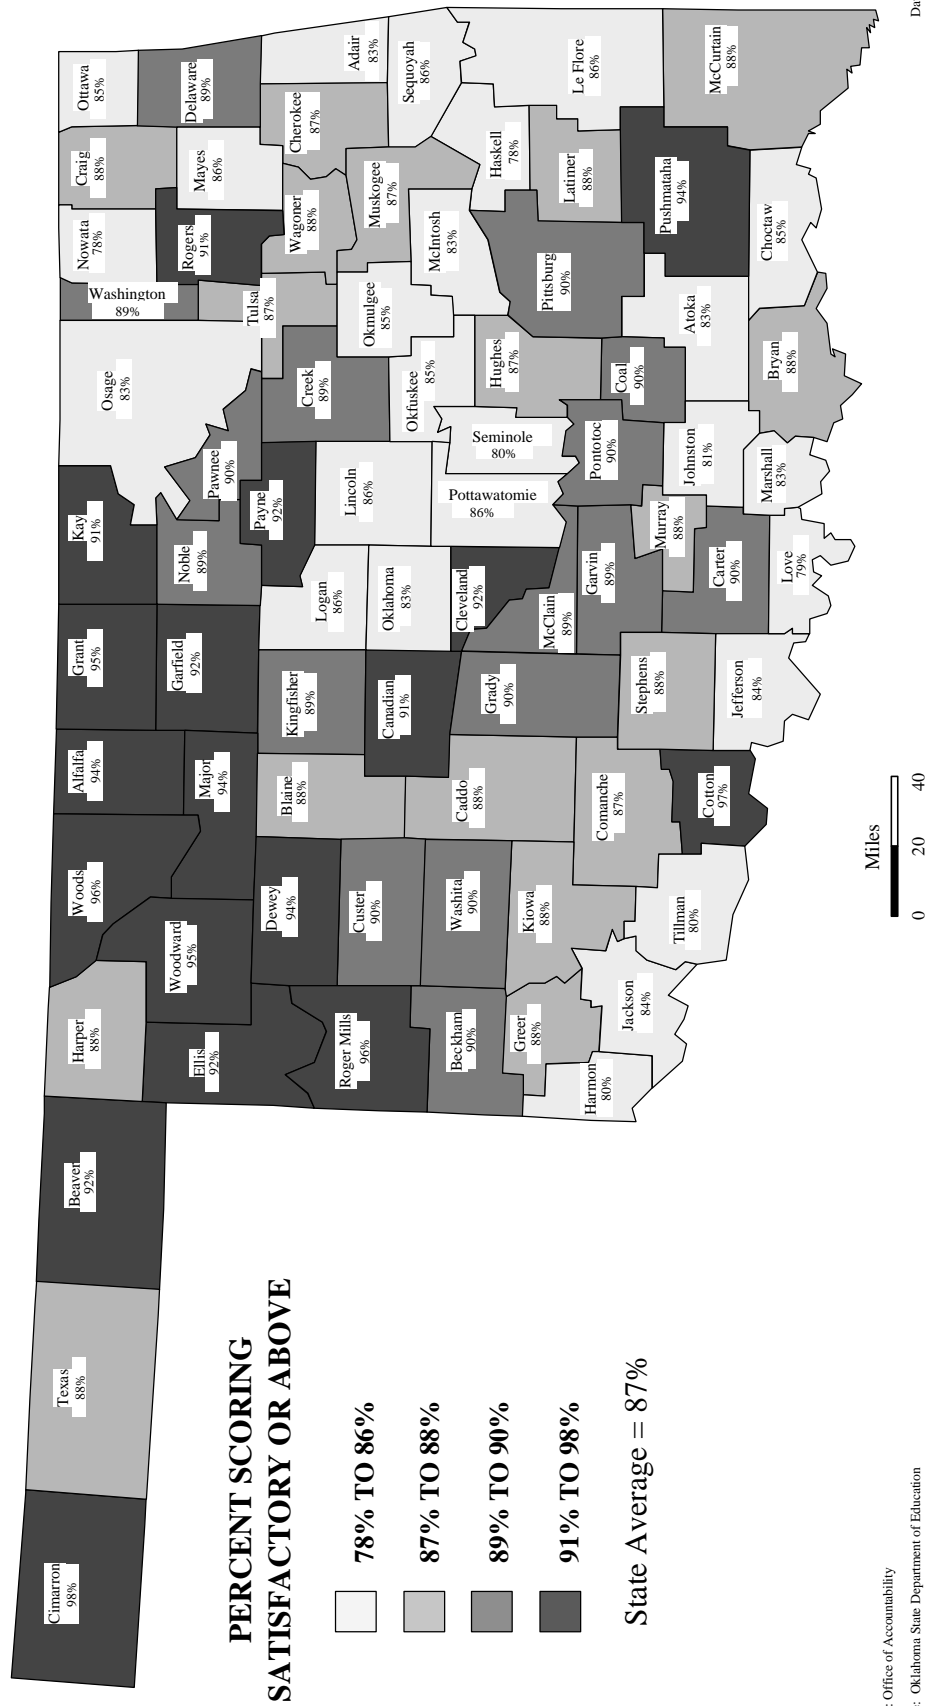 Cimarron
98%
Texas
88%
Beaver
92%
Harper
88%
Woods
96%
Alfalfa
94%
Grant
95%
Kay
91%
Osage
83%
Washington
89%
Nowata
78%
Craig
88%
Ottawa
85%
Ellis
92%
Woodward
95%
Major
94%
Garfield
92%
Noble
89%
Pawnee
90%
Rogers
91%
Mayes
86%
Delaware
89%
Roger Mills
96%
Dewey
94%
Blaine
88%
Kingfisher
89%
Logan
86%
Payne
92%
Lincoln
86%
Creek
89%
Tulsa
87%
Wagoner
88%
Cherokee
87%
Adair
83%
Custer
90%
Canadian
91%
Oklahoma
83%
Okfuskee
85%
Okmulgee
85%
Muskogee
87%
Sequoyah
86%
Beckham
90%
Washita
90%
Caddo
88%
Grady
90%
Cleveland
92%
McClain
89%
Pottawatomie
86%
Seminole
80%
Hughes
87%
McIntosh
83%
Haskell
78%
Le Flore
86%
Harmon
80%
Greer
88%
Kiowa
88%
Jackson
84%
Comanche
87%
Stephens
88%
Garvin
89%
Murray
88%
Pontotoc
90%
Coal
90%
Pittsburg
90%
Latimer
88%
Pushmataha
94%
McCurtain
88%
Tillman
80%
Cotton
97%
Jefferson
84%
Carter
90%
Love
79%
Johnston
81%
Marshall
83%
Atoka
83%
Bryan
88%
Choctaw
85%
PERCENT SCORING
SATISFACTORY OR ABOVE
78% TO 86%
87% TO 88%
89% TO 90%
91% TO 98%
State Average = 87%
Miles
0 20 40
: Office of Accountability
: Oklahoma State Department of Education
Da